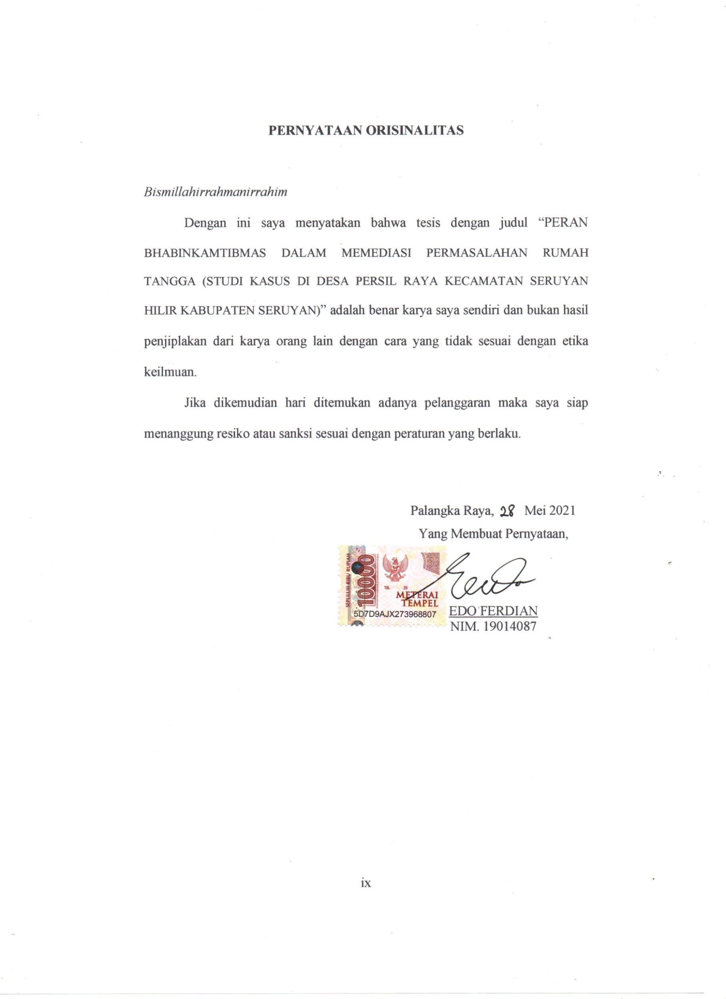 PERNYATAAN ORISINALITAS
Bismillahirrahmanirrahim
Dengan ini saya menyatakan bahwa tesis dengan judul “PERAN
BHABINKAMTIBMAS DALAM MEMEDIASI PERMASALAHAN RUMAH
TANGGA (STUDI KASUS DI DESA PERSIL RAYA KECAMATAN SERUYAN
HILIR KABUPATEN SERUYAN)” adalah benar karya saya sendiri dan bukan hasil
penjiplakan dari karya orang lain dengan cara yang tidak sesuai dengan etika
keilmuan.
Jika dikemudian hari ditemukan adanya pelanggaran maka saya siap
menanggung resiko atau sanksi sesuai dengan peraturan yang berlaku.
Palangka Raya, 28 Mei 2021
Yang Membuat Pernyataan,
SEPULUH RIBU RUPIAH
10000
TGL. 20
METERAI
TEMPEL
5D7D9AJX273968807
EDO FERDIAN
NIM. 19014087
ix